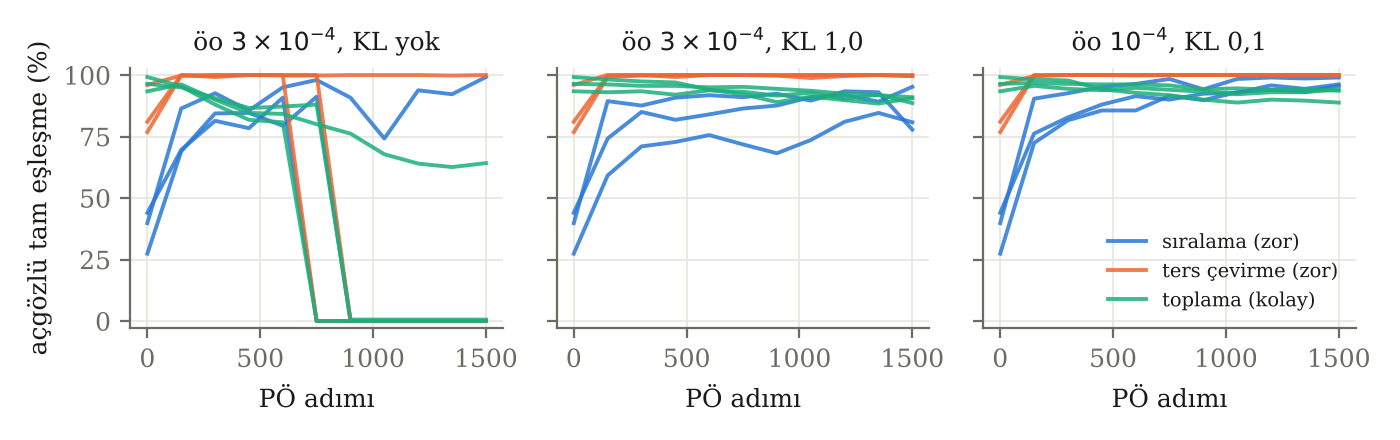 öo 3 × 10⁻⁴, KL yok
öo 3 × 10⁻⁴, KL 1,0
öo 10⁻⁴, KL 0,1
açgözlü tam eşleşme (%)
100
75
50
25
0
sıralama (zor)
ters çevirme (zor)
toplama (kolay)
0 500 1000 1500
0 500 1000 1500
0 500 1000 1500
PÖ adımı
PÖ adımı
PÖ adımı